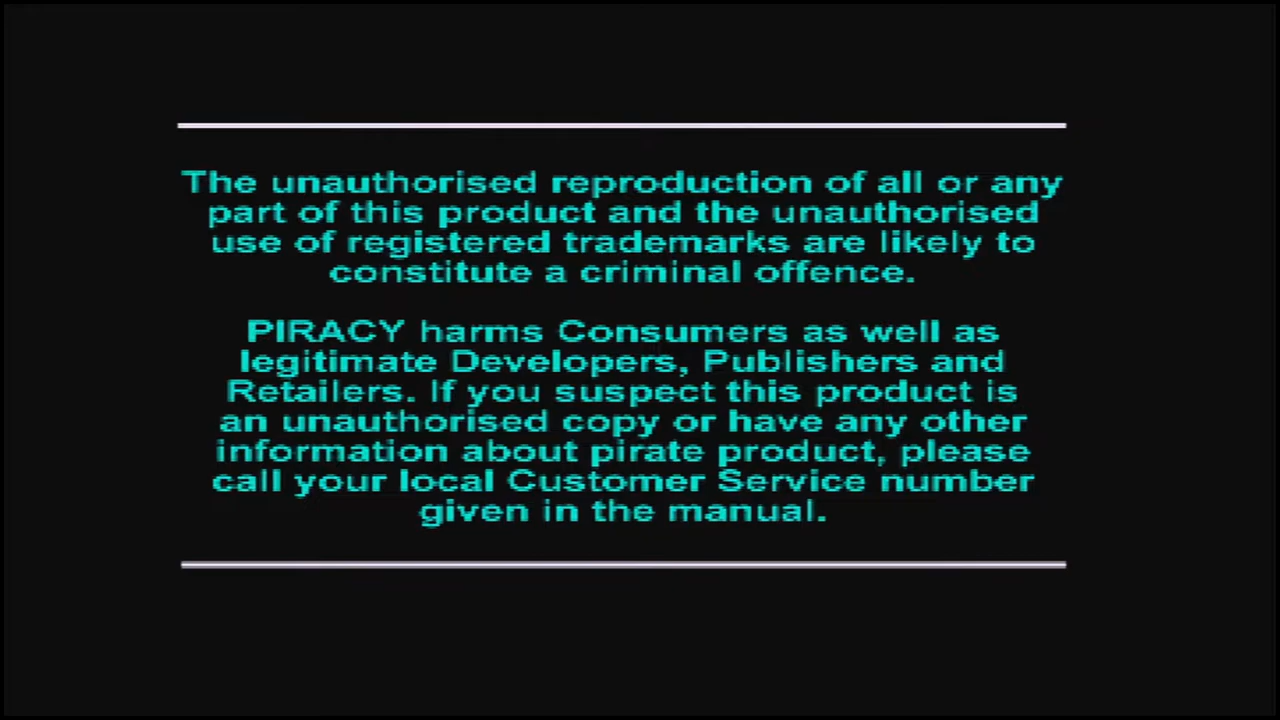 The unauthorised reproduction of all or any
part of this product and the unauthorised
use of registered trademarks are likely to
constitute a criminal offence.
PIRACY harms Consumers as well as
legitimate Developers, Publishers and
Retailers. If you suspect this product is
an unauthorised copy or have any other
information about pirate product, please
call your local Customer Service number
given in the manual.